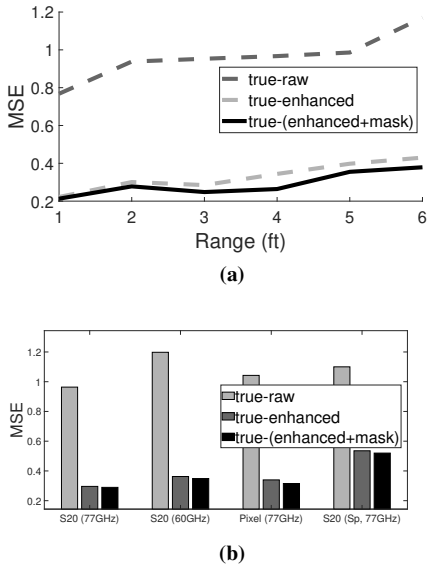 1.2
1
0.8
0.6
0.4
0.2
MSE
true-raw
true-enhanced
true-(enhanced+mask)
1 2 3 4 5 6
Range (ft)
(a)
1.2
1
0.8
0.6
0.4
0.2
MSE
true-raw
true-enhanced
true-(enhanced+mask)
S20 (77GHz) S20 (60GHz) Pixel (77GHz) S20 (Sp, 77GHz)
(b)